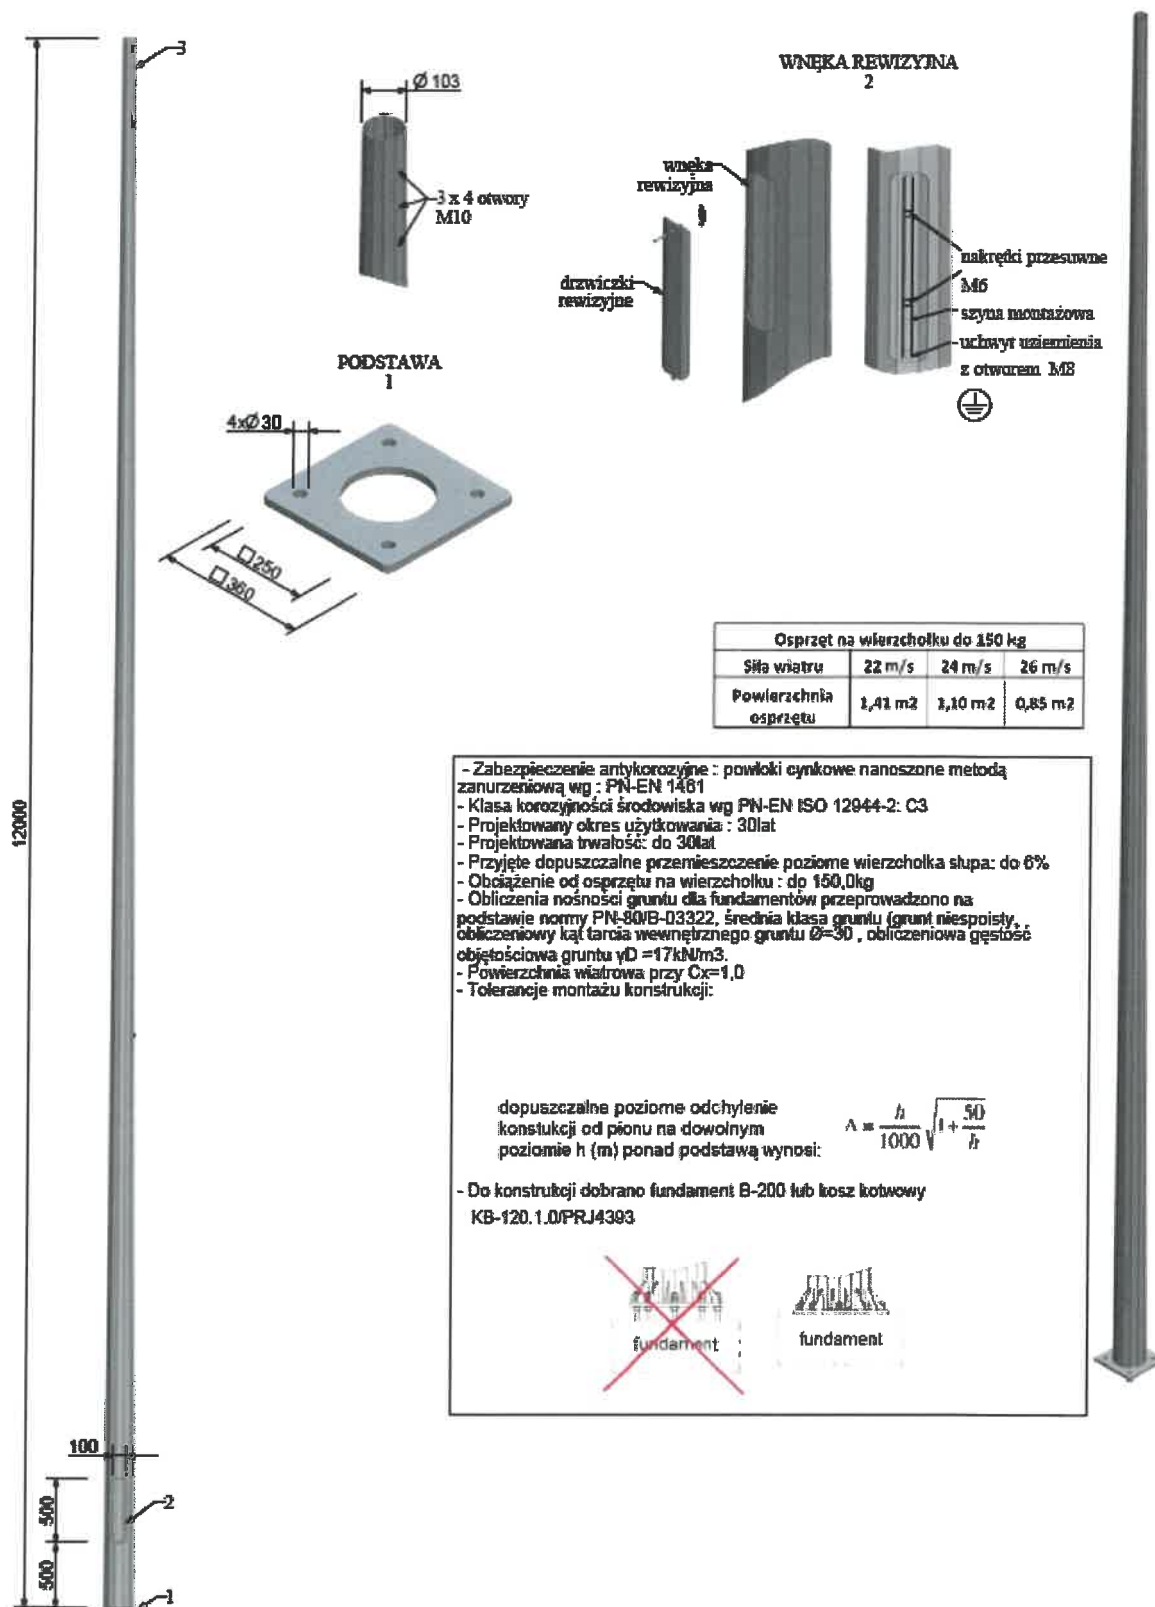 3
Ø 103
3 x 4 otwory
M10
WNĘKA REWIZYJNA
2
wnęka
rewizyjna
drzwiczki
rewizyjne
nakrętki przesuwne
M6
szyna montażowa
uchwyt uziemienia
z otworem M8
PODSTAWA
1
4xØ30
□250
□360
12000
Osprzęt na wierzchołku do 150 kg
Siła wiatru 22 m/s 24 m/s 26 m/s
Powierzchnia osprzętu 1,41 m2 1,10 m2 0,85 m2
- Zabezpieczenie antykorozyjne : powłoki cynkowe nanoszone metodą
zanurzeniową wg : PN-EN 1461
- Klasa korozyjności środowiska wg PN-EN ISO 12944-2: C3
- Projektowany okres użytkowania : 30lat
- Projektowana trwałość: do 30lat
- Przyjęte dopuszczalne przemieszczenie poziome wierzchołka słupa: do 6%
- Obciążenie od osprzętu na wierzchołku : do 150,0kg
- Obliczenia nośności gruntu dla fundamentów przeprowadzono na
podstawie normy PN-80/B-03322, średnia klasa gruntu (grunt niespoisty,
obliczeniowy kąt tarcia wewnętrznego gruntu Ø=30 , obliczeniowa gęstość
objętościowa gruntu γD =17kN/m3.
- Powierzchnia wiatrowa przy Cx=1,0
- Tolerancje montażu konstrukcji:
dopuszczalne poziome odchylenie
konstukcji od pionu na dowolnym
poziomie h (m) ponad podstawą wynosi:
Δ = h/1000 √(1 + 50/h)
- Do konstrukcji dobrano fundament B-200 lub kosz kotwowy
KB-120.1.0/PRJ4393
fundament
fundament
100
500
2
500
1